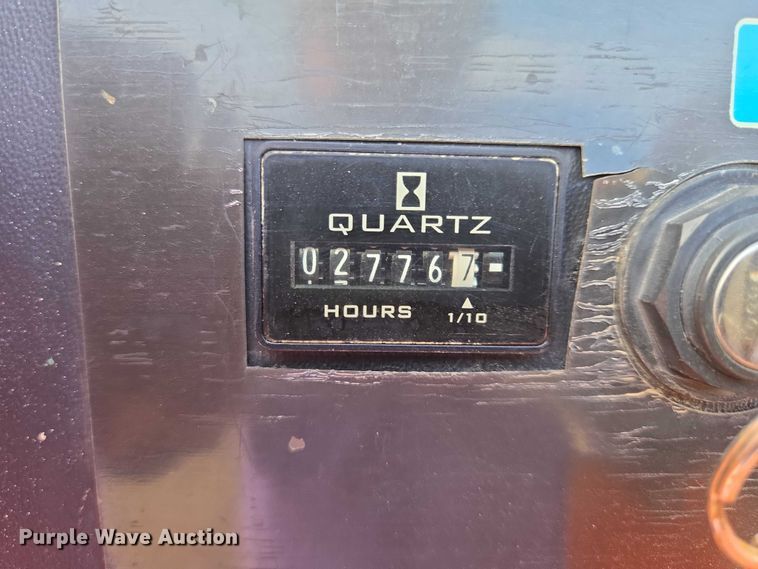 QUARTZ
027767
HOURS
1/10
Purple Wave Auction